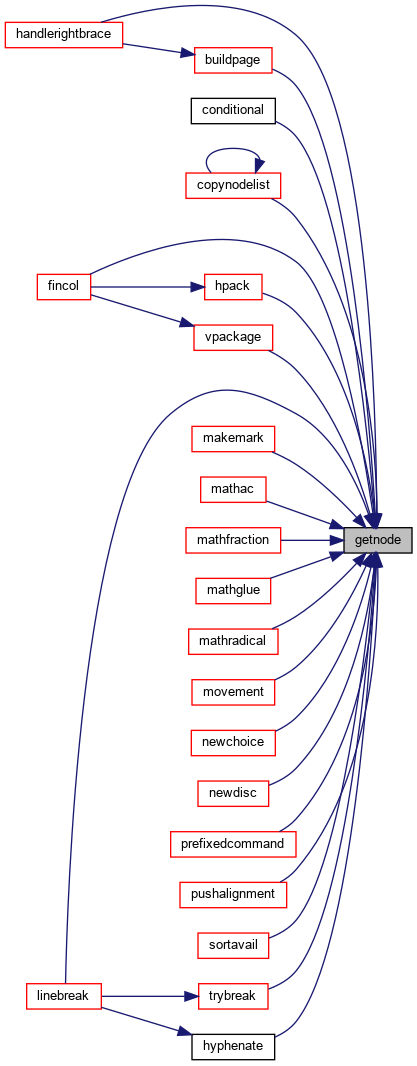 handlerightbrace
buildpage
conditional
copynodelist
fincol
hpack
vpackage
makemark
mathac
mathfraction
getnode
mathglue
mathradical
movement
newchoice
newdisc
prefixedcommand
pushalignment
sortavail
linebreak
trybreak
hyphenate